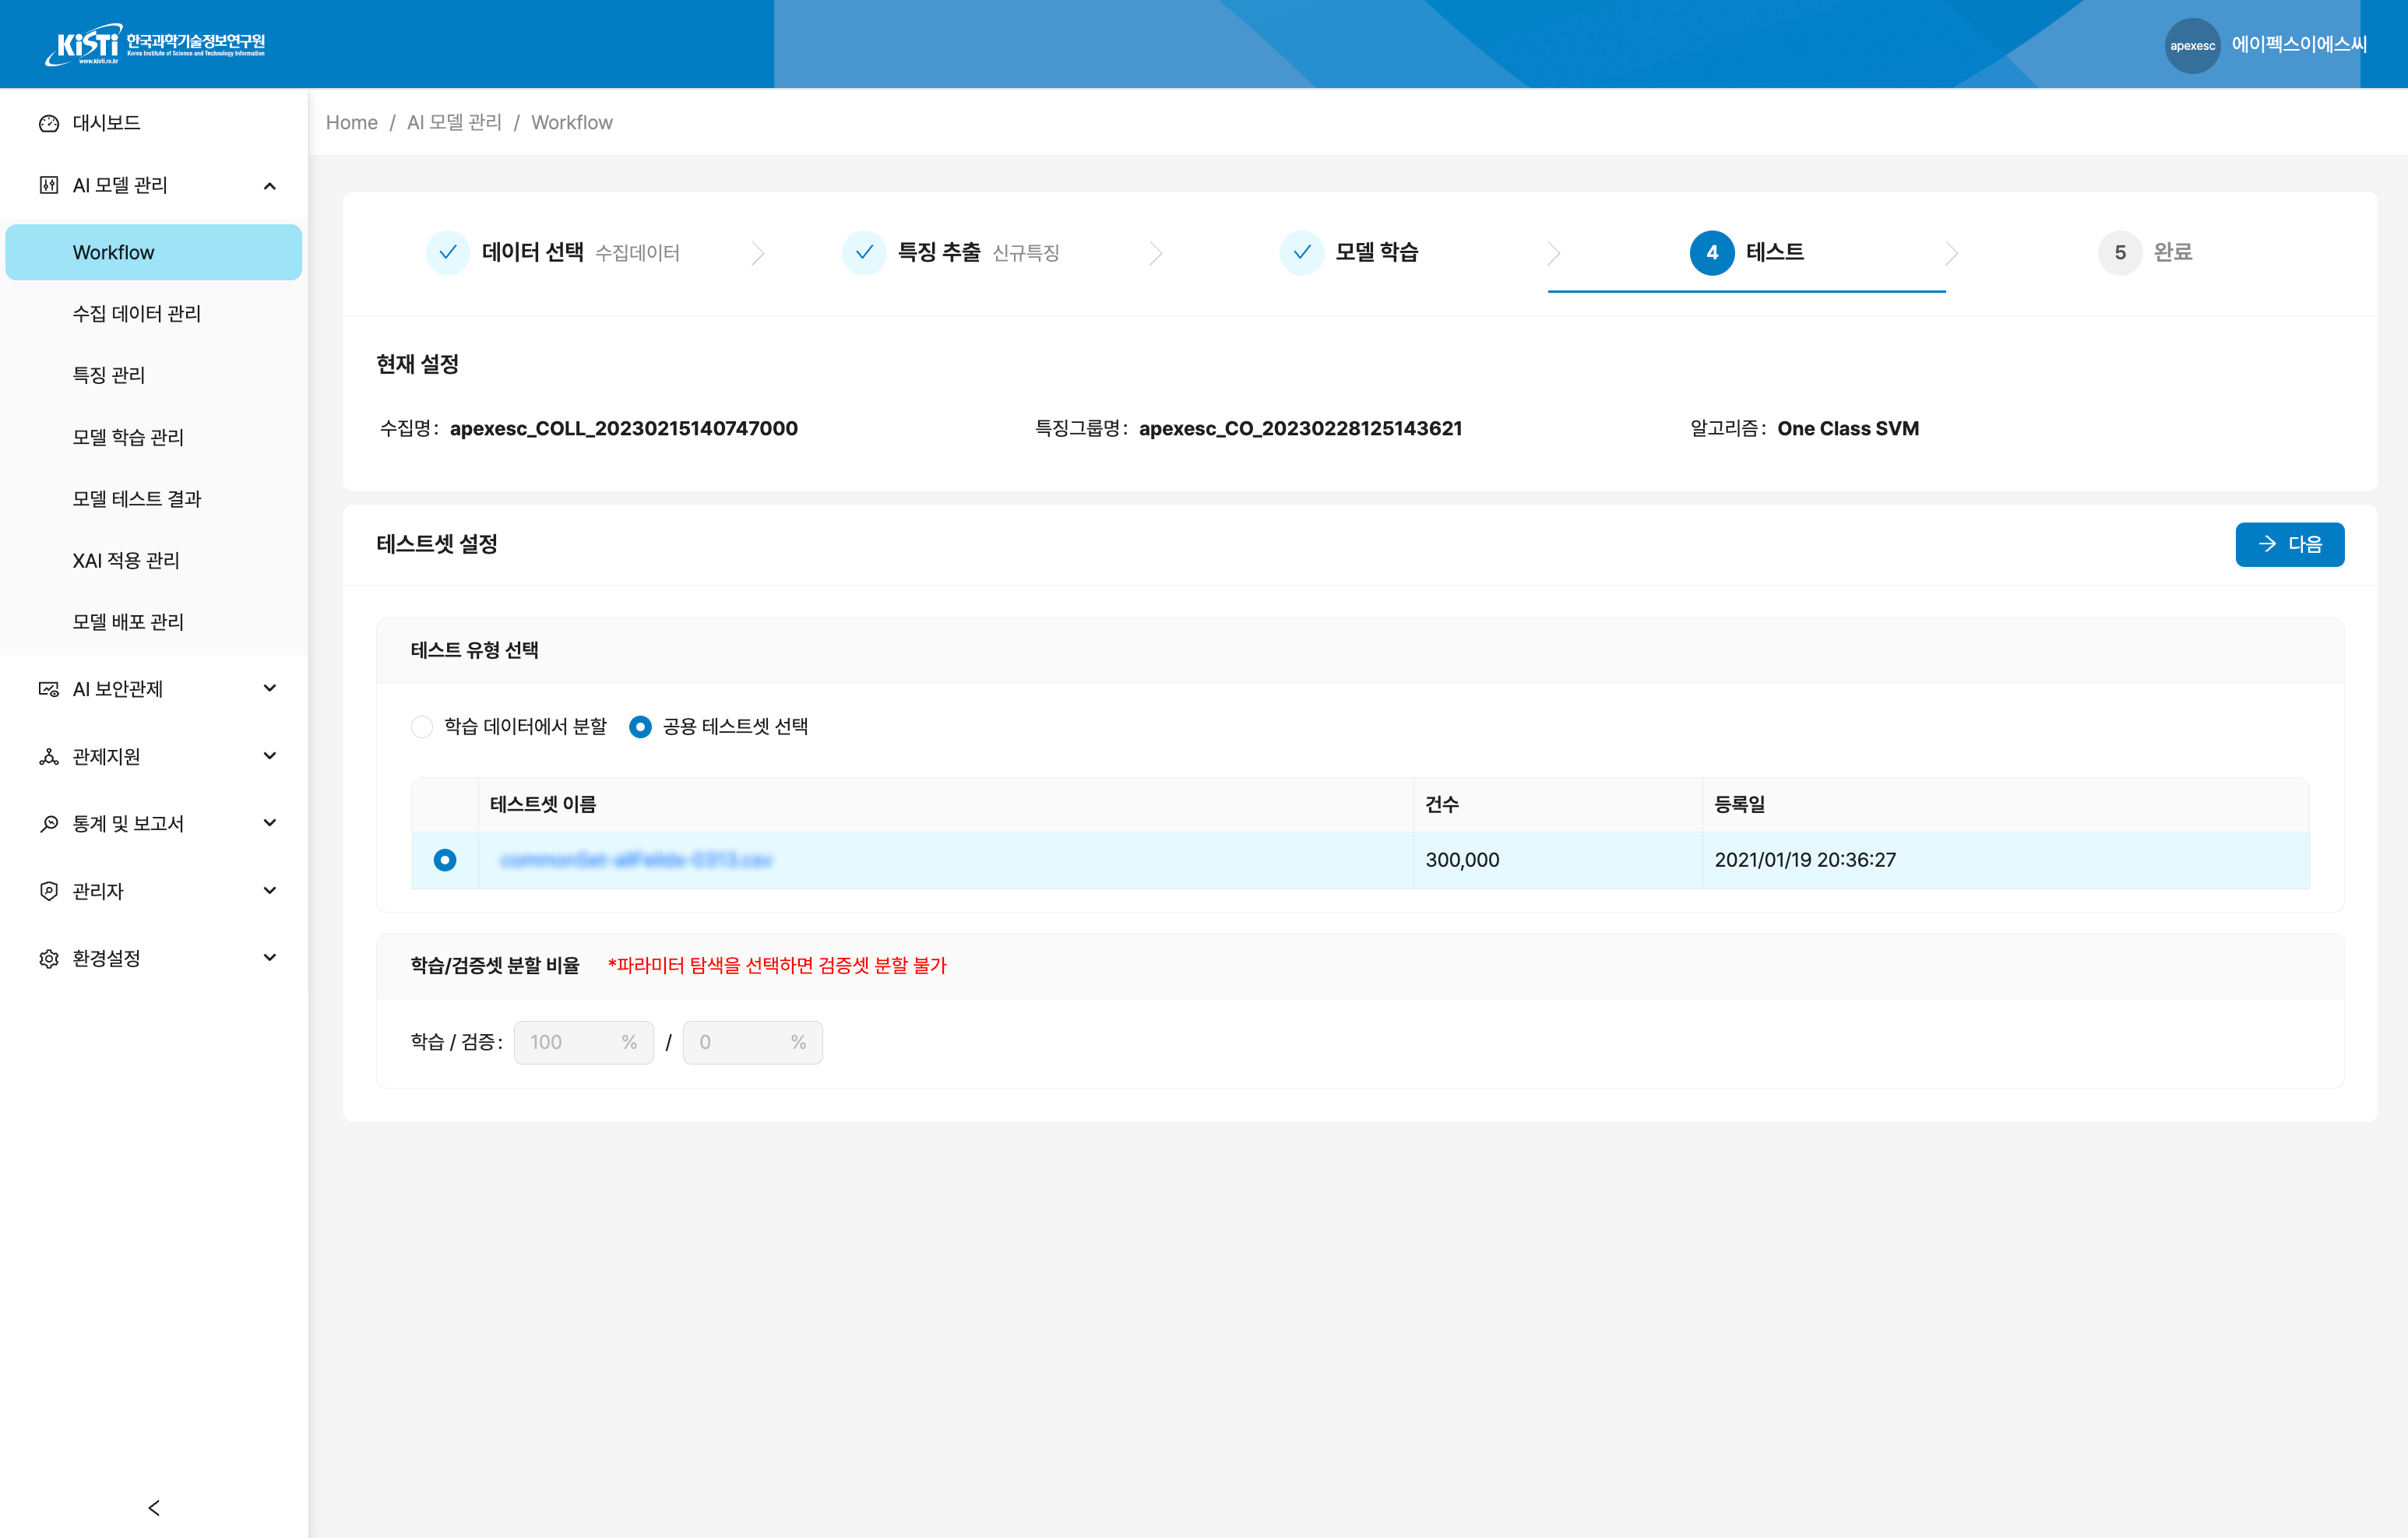 KiSTi 한국과학기술정보연구원
Korea Institute of Science and Technology Information
www.kisti.re.kr
apexesc 에이펙스이에스씨
대시보드
AI 모델 관리
Workflow
수집 데이터 관리
특징 관리
모델 학습 관리
모델 테스트 결과
XAI 적용 관리
모델 배포 관리
AI 보안관제
관제지원
통계 및 보고서
관리자
환경설정
Home / AI 모델 관리 / Workflow
데이터 선택 수집데이터
특징 추출 신규특징
모델 학습
4 테스트
5 완료
현재 설정
수집명: apexesc_COLL_20230215140747000
특징그룹명: apexesc_CO_20230228125143621
알고리즘: One Class SVM
테스트셋 설정
다음
테스트 유형 선택
학습 데이터에서 분할 공용 테스트셋 선택
테스트셋 이름 건수 등록일
300,000 2021/01/19 20:36:27
학습/검증셋 분할 비율 *파라미터 탐색을 선택하면 검증셋 분할 불가
학습 / 검증: 100 % / 0 %